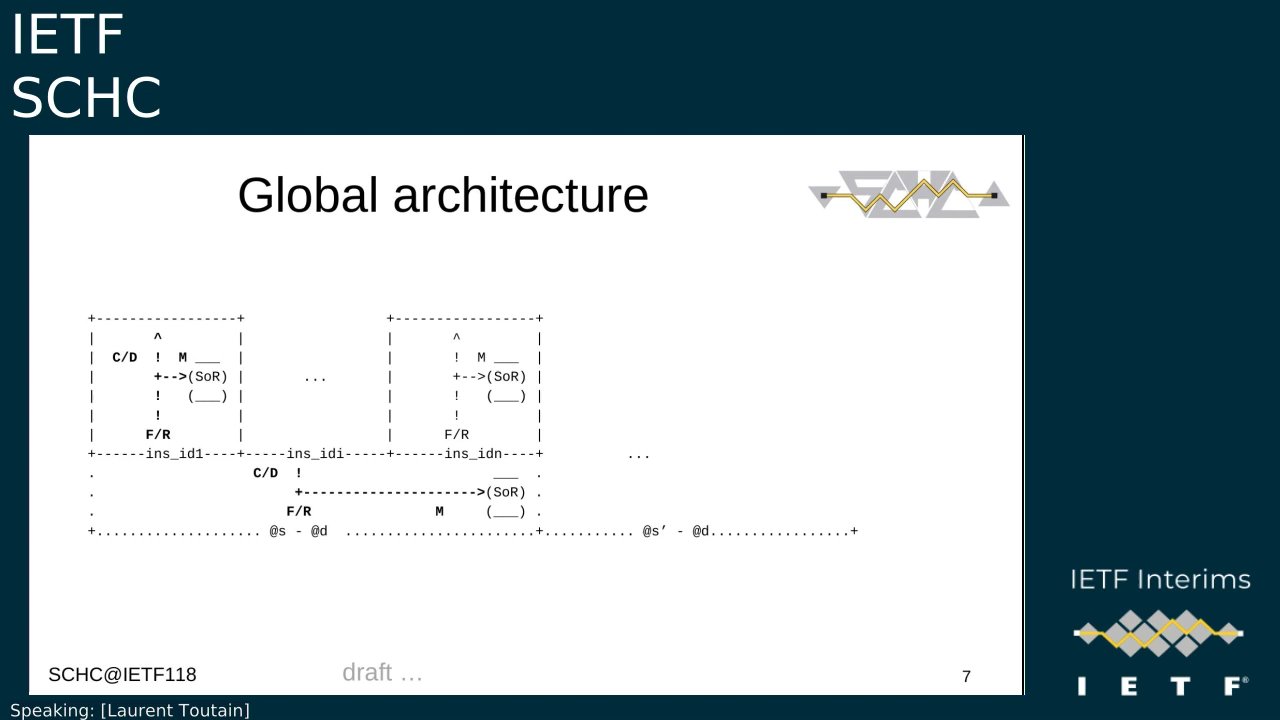 IETF
SCHC
Global architecture
SCHC
+-----------------+                 +-----------------+
|       ^         |                 |       ^         |
|  C/D  !  M ___  |                 |       !  M ___  |
|       +-->(SoR) |       ...       |       +-->(SoR) |
|       !   (___) |                 |       !   (___) |
|       !         |                 |       !         |
|      F/R        |                 |      F/R        |
+------ins_id1----+-----ins_idi-----+------ins_idn----+          ...
.                   C/D  !                       ___  .
.                        +--------------------->(SoR) .
.                       F/R               M     (___) .
+.................... @s - @d  .......................+........... @s’ - @d.................+
SCHC@IETF118
draft …
7
IETF Interims
I E T F®
Speaking: [Laurent Toutain]